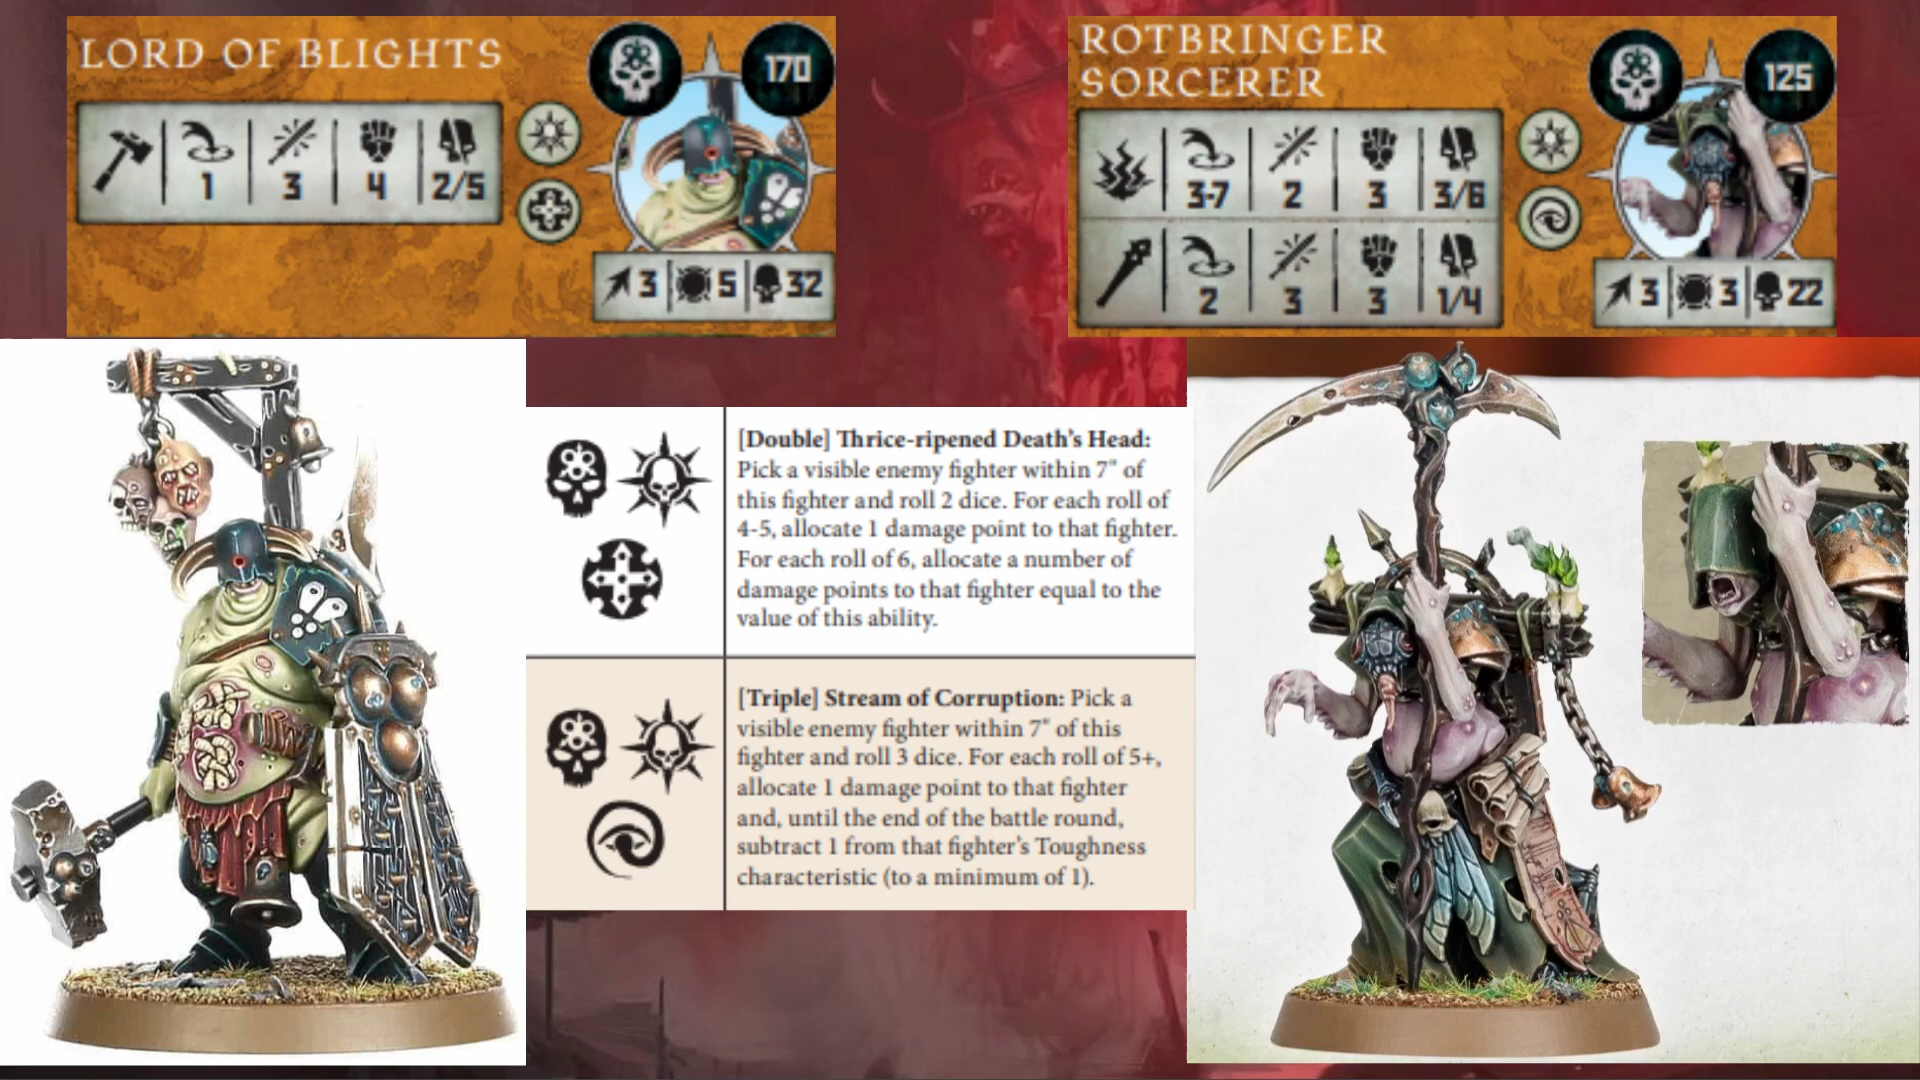 LORD OF BLIGHTS
170
1
3
4
2/5
3
5
32
ROTBRINGER
SORCERER
125
3-7
2
3
3/6
2
3
3
1/4
3
3
22
[Double] Thrice-ripened Death's Head:
Pick a visible enemy fighter within 7" of
this fighter and roll 2 dice. For each roll of
4-5, allocate 1 damage point to that fighter.
For each roll of 6, allocate a number of
damage points to that fighter equal to the
value of this ability.
[Triple] Stream of Corruption: Pick a
visible enemy fighter within 7" of this
fighter and roll 3 dice. For each roll of 5+,
allocate 1 damage point to that fighter
and, until the end of the battle round,
subtract 1 from that fighter's Toughness
characteristic (to a minimum of 1).